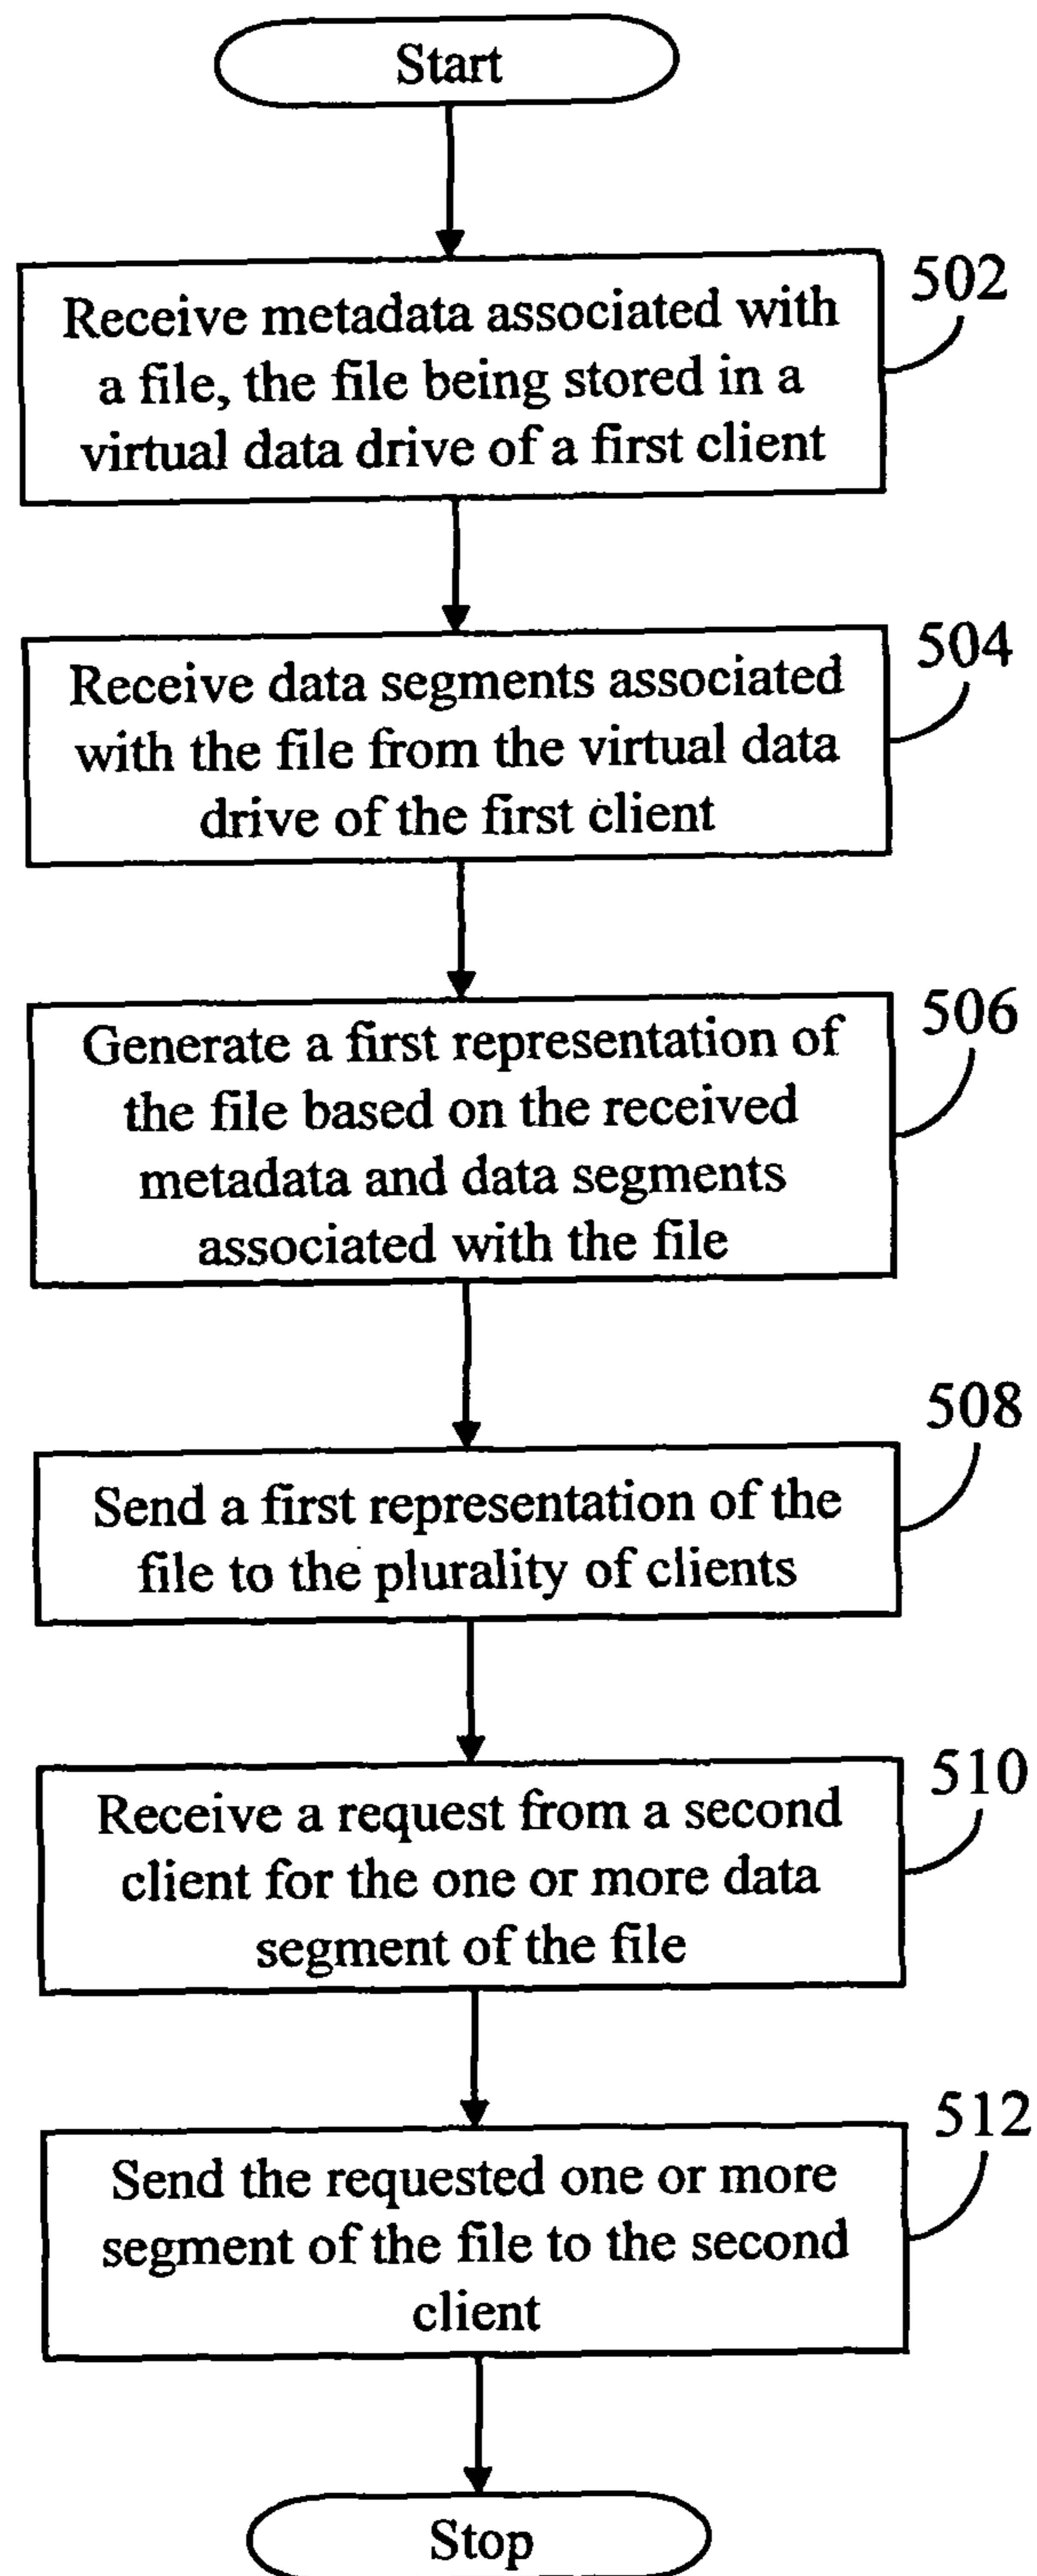 Start
502
Receive metadata associated with
a file, the file being stored in a
virtual data drive of a first client
504
Receive data segments associated
with the file from the virtual data
drive of the first client
506
Generate a first representation of
the file based on the received
metadata and data segments
associated with the file
508
Send a first representation of the
file to the plurality of clients
510
Receive a request from a second
client for the one or more data
segment of the file
512
Send the requested one or more
segment of the file to the second
client
Stop